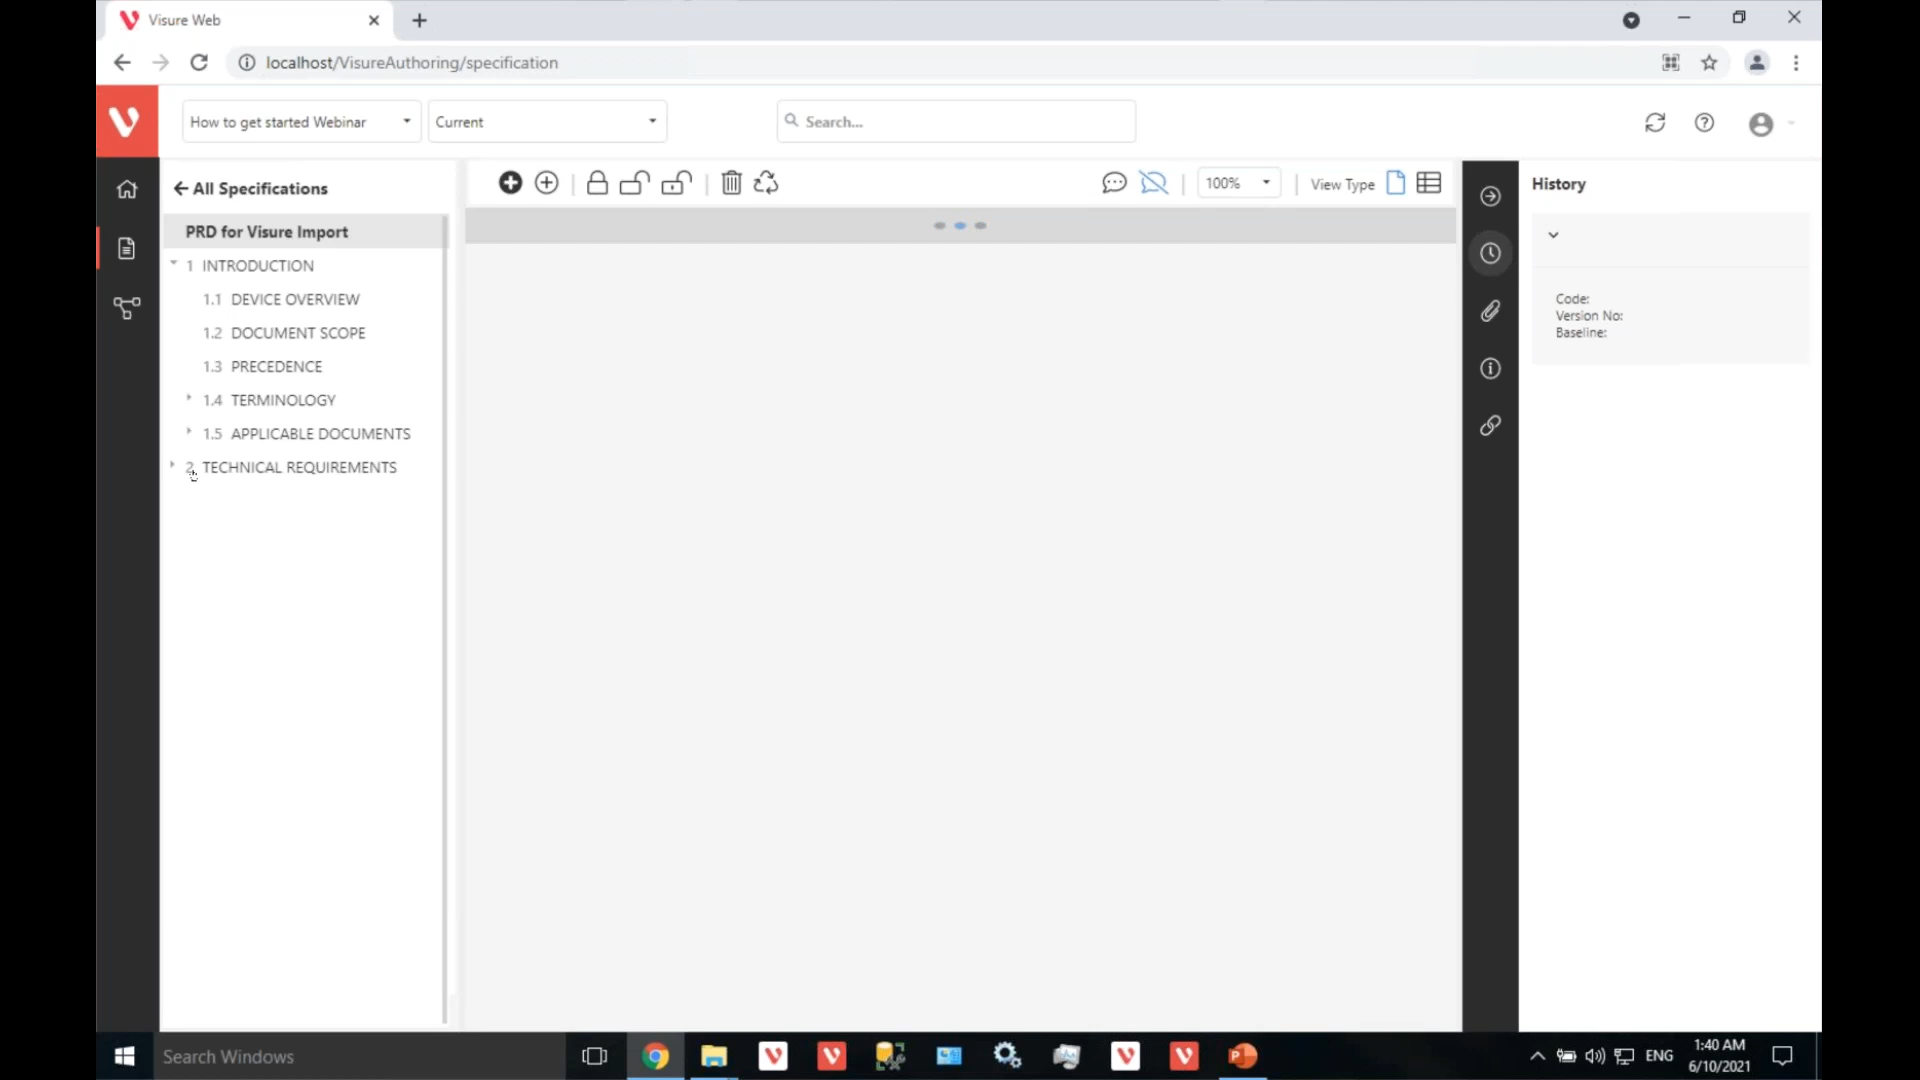 Visure Web
localhost/VisureAuthoring/specification
How to get started Webinar
Current
Search...
All Specifications
PRD for Visure Import
1 INTRODUCTION
1.1 DEVICE OVERVIEW
1.2 DOCUMENT SCOPE
1.3 PRECEDENCE
1.4 TERMINOLOGY
1.5 APPLICABLE DOCUMENTS
2 TECHNICAL REQUIREMENTS
100%
View Type
History
Code:
Version No:
Baseline:
Search Windows
ENG
1:40 AM
6/10/2021